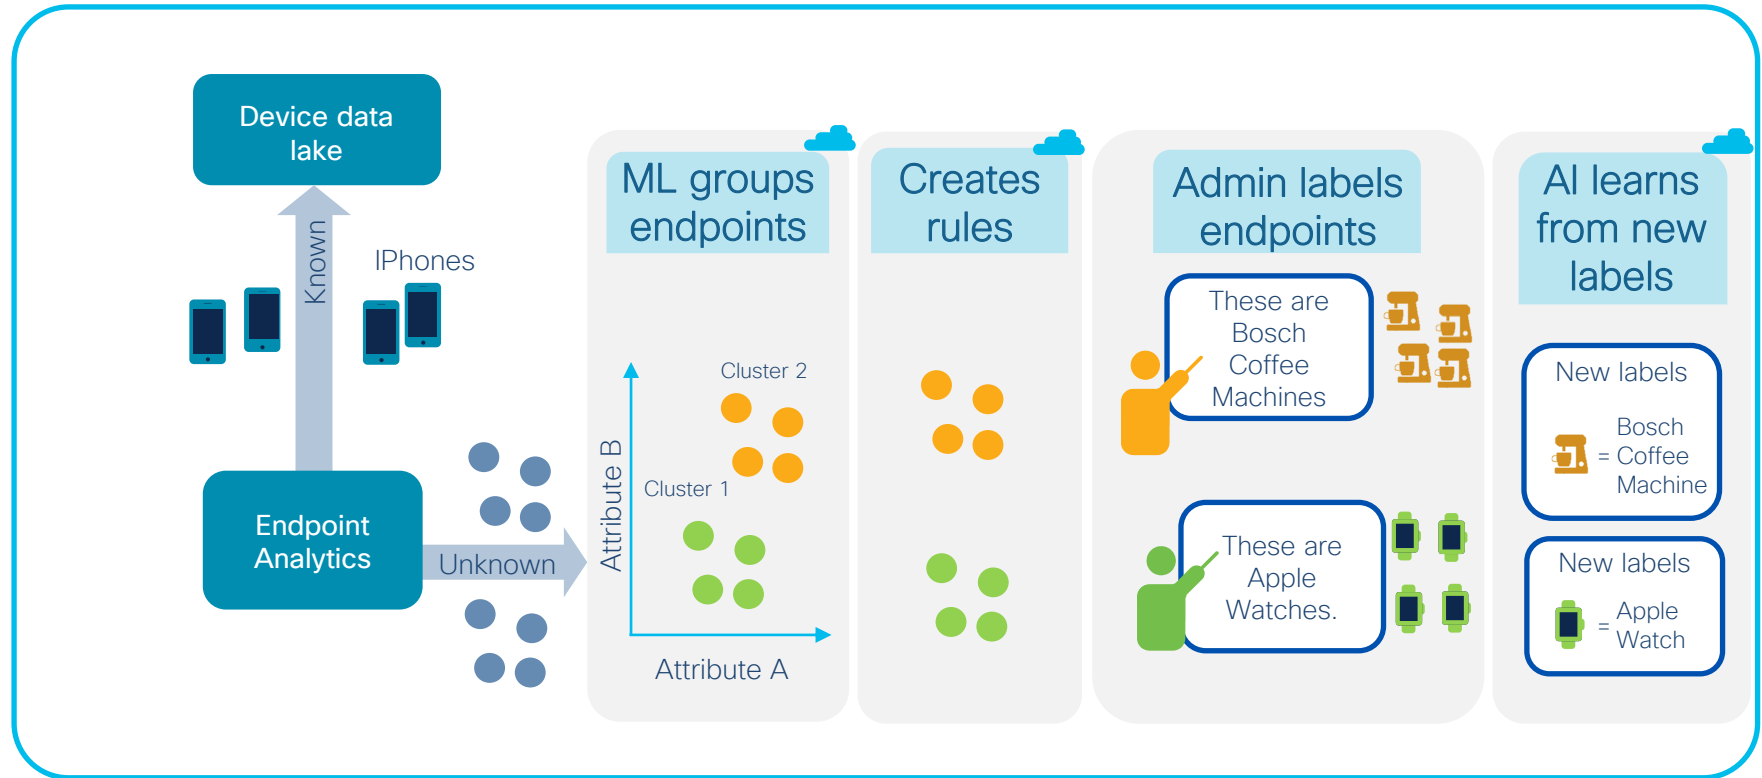 Device data
lake
Known
IPhones
Endpoint
Analytics
Unknown
ML groups
endpoints
Attribute B
Cluster 2
Cluster 1
Attribute A
Creates
rules
Admin labels
endpoints
These are
Bosch
Coffee
Machines
These are
Apple
Watches.
AI learns
from new
labels
New labels
= Bosch
Coffee
Machine
New labels
= Apple
Watch